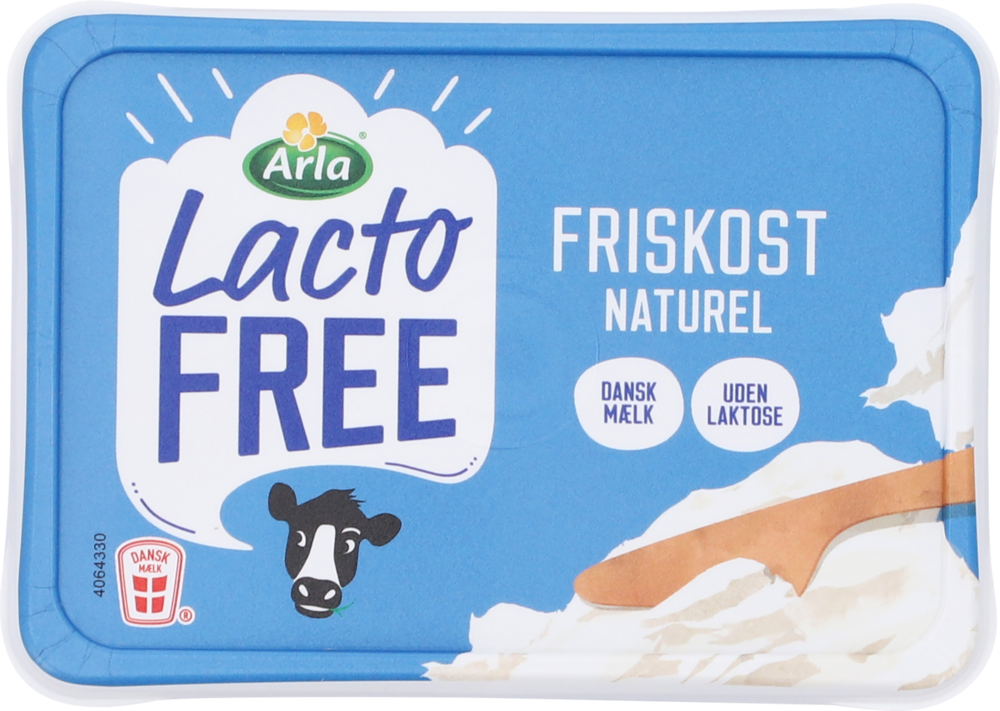 Arla
®
Lacto
FREE
FRISKOST
NATUREL
DANSK
MÆLK
UDEN
LAKTOSE
4064330
DANSK
MÆLK
®